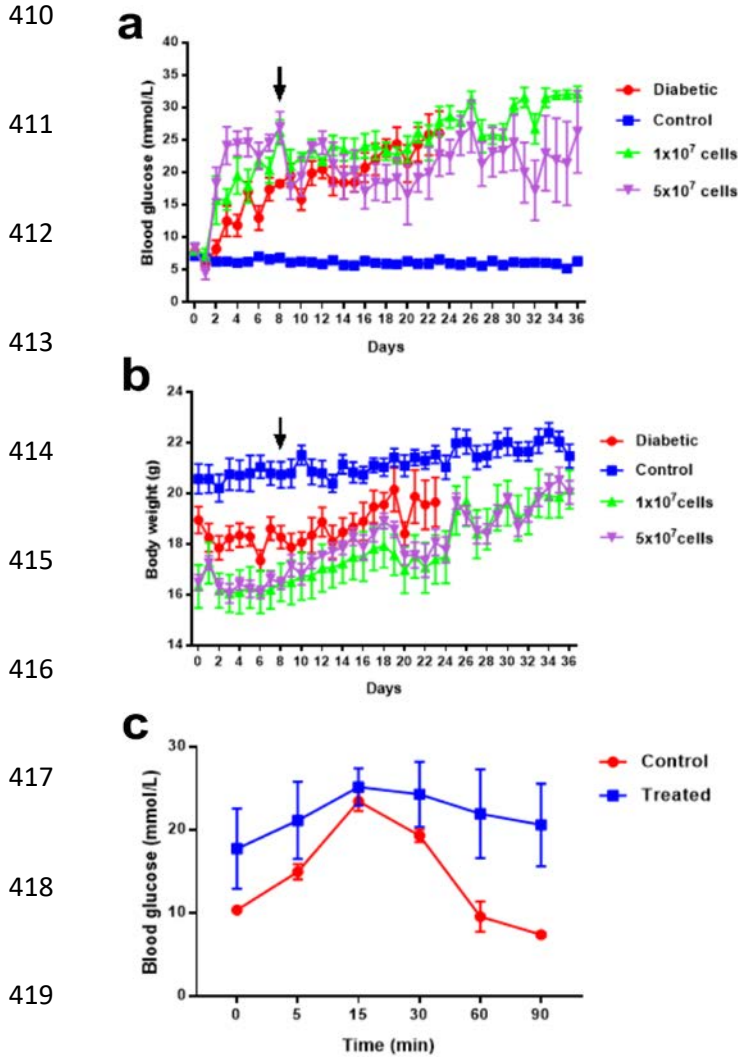 410
a
40
35
30
25
20
15
10
5
0
Blood glucose (mmol/L)
0 2 4 6 8 10 12 14 16 18 20 22 24 26 28 30 32 34 36
Days
Diabetic
Control
1x10⁷ cells
5x10⁷ cells
411
412
413
b
24
22
20
18
16
14
Body weight (g)
0 2 4 6 8 10 12 14 16 18 20 22 24 26 28 30 32 34 36
Days
Diabetic
Control
1x10⁷cells
5x10⁷cells
414
415
416
c
30
20
10
0
Blood glucose (mmol/L)
0 5 15 30 60 90
Time (min)
Control
Treated
417
418
419